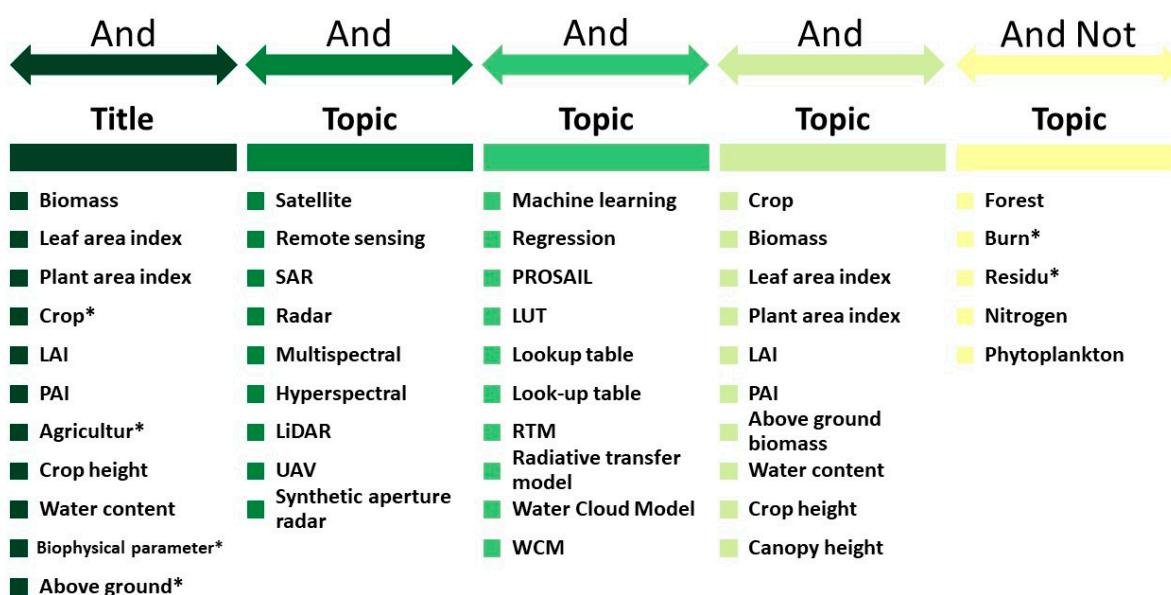 And
And
And
And
And Not
Title
Topic
Topic
Topic
Topic
Biomass
Leaf area index
Plant area index
Crop*
LAI
PAI
Agricultur*
Crop height
Water content
Biophysical parameter*
Above ground*
Satellite
Remote sensing
SAR
Radar
Multispectral
Hyperspectral
LiDAR
UAV
Synthetic aperture
radar
Machine learning
Regression
PROSAIL
LUT
Lookup table
Look-up table
RTM
Radiative transfer
model
Water Cloud Model
WCM
Crop
Biomass
Leaf area index
Plant area index
LAI
PAI
Above ground
biomass
Water content
Crop height
Canopy height
Forest
Burn*
Residu*
Nitrogen
Phytoplankton